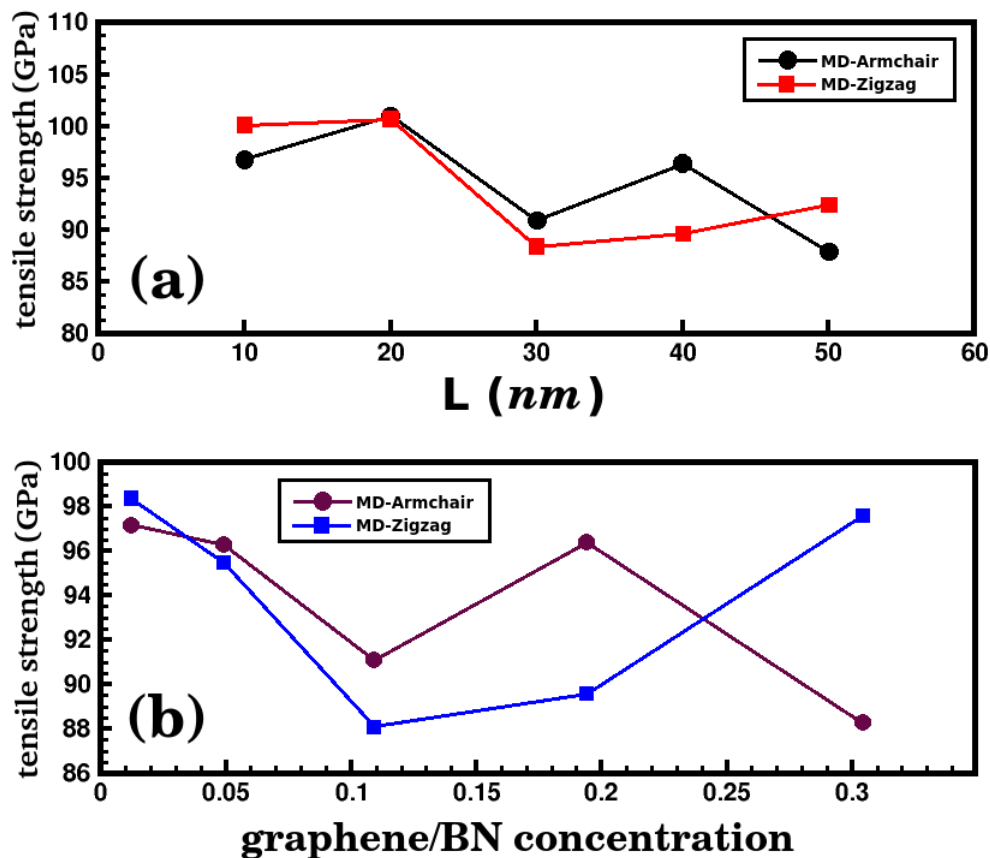 110
105
100
95
90
85
80
tensile strength (GPa)
MD-Armchair
MD-Zigzag
(a)
0 10 20 30 40 50 60
L (nm)
100
98
96
94
92
90
88
86
tensile strength (GPa)
MD-Armchair
MD-Zigzag
(b)
0 0.05 0.1 0.15 0.2 0.25 0.3
graphene/BN concentration